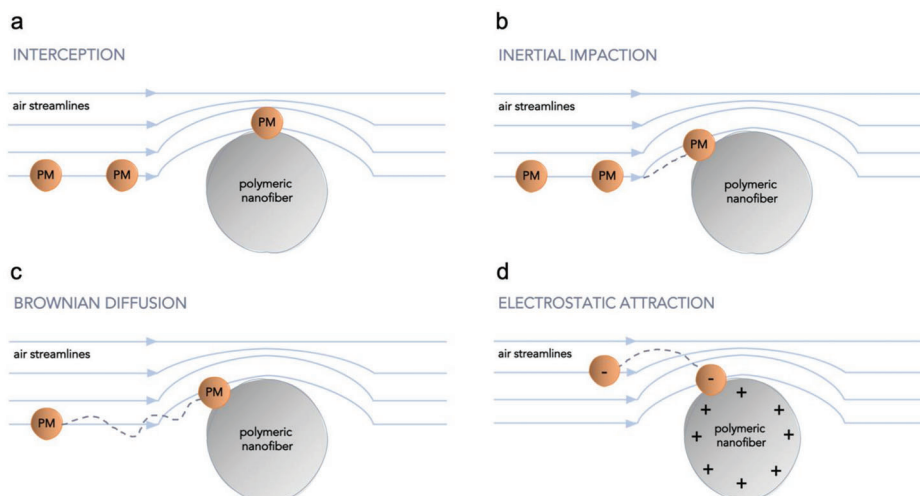 a
INTERCEPTION
air streamlines
PM
PM
PM
polymeric
nanofiber
b
INERTIAL IMPACTION
air streamlines
PM
PM
PM
polymeric
nanofiber
c
BROWNIAN DIFFUSION
air streamlines
PM
PM
polymeric
nanofiber
d
ELECTROSTATIC ATTRACTION
air streamlines
-
-
+
+
+
+
+
polymeric
nanofiber
+
+
+